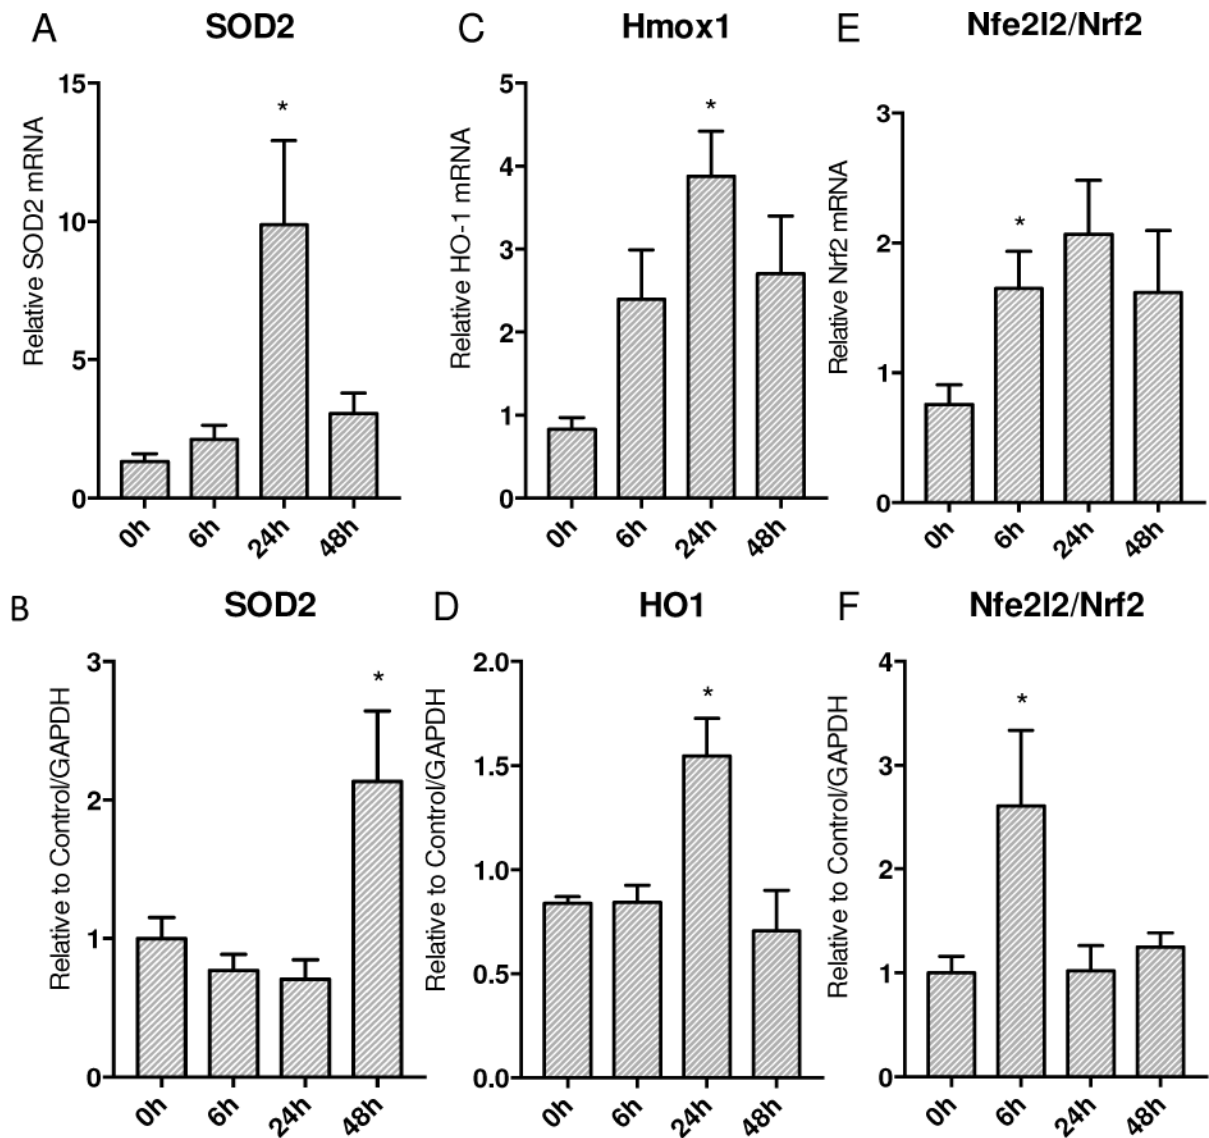 A
SOD2
Relative SOD2 mRNA
15
10
5
0
*
0h
6h
24h
48h
C
Hmox1
Relative HO-1 mRNA
5
4
3
2
1
0
*
0h
6h
24h
48h
E
Nfe2l2/Nrf2
Relative Nrf2 mRNA
3
2
1
0
*
0h
6h
24h
48h
B
SOD2
Relative to Control/GAPDH
3
2
1
0
*
0h
6h
24h
48h
D
HO1
Relative to Control/GAPDH
2.0
1.5
1.0
0.5
0.0
*
0h
6h
24h
48h
F
Nfe2l2/Nrf2
Relative to Control/GAPDH
4
3
2
1
0
*
0h
6h
24h
48h